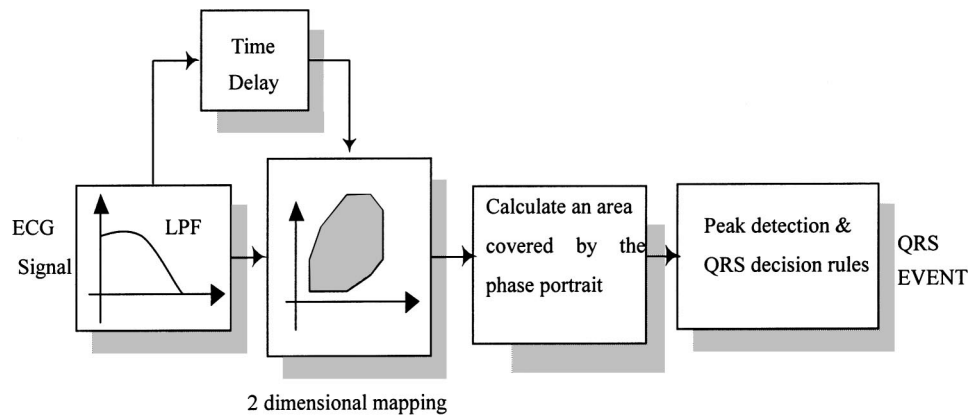 Time
Delay
ECG
Signal
LPF
Calculate an area
covered by the
phase portrait
Peak detection &
QRS decision rules
QRS
EVENT
2 dimensional mapping